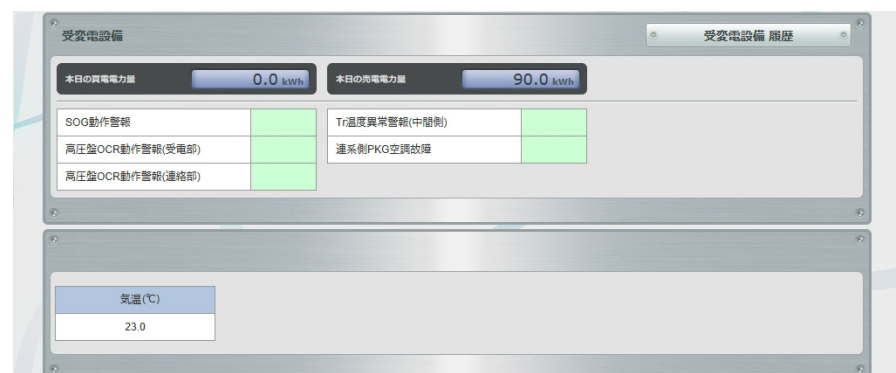 受変電設備
受変電設備 履歴
本日の買電電力量 0.0 kWh 本日の売電電力量 90.0 kWh
SOG動作警報 Tr温度異常警報(中間側)
高圧盤OCR動作警報(受電部) 連系側PKG空調故障
高圧盤OCR動作警報(連絡部)
気温(℃)
23.0